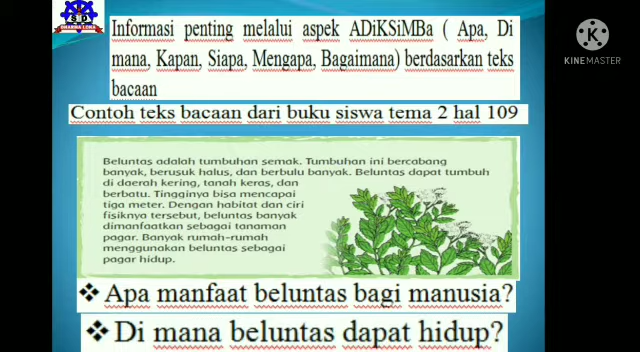 DHARMA LOKA
Informasi penting melalui aspek ADiKSiMBa ( Apa, Di
mana, Kapan, Siapa, Mengapa, Bagaimana) berdasarkan teks
bacaan
K
KINEMASTER
Contoh teks bacaan dari buku siswa tema 2 hal 109
Beluntas adalah tumbuhan semak. Tumbuhan ini bercabang
banyak, berusuk halus, dan berbulu banyak. Beluntas dapat tumbuh
di daerah kering, tanah keras, dan
berbatu. Tingginya bisa mencapai
tiga meter. Dengan habitat dan ciri
fisiknya tersebut, beluntas banyak
dimanfaatkan sebagai tanaman
pagar. Banyak rumah-rumah
menggunakan beluntas sebagai
pagar hidup.
❖ Apa manfaat beluntas bagi manusia?
❖ Di mana beluntas dapat hidup?